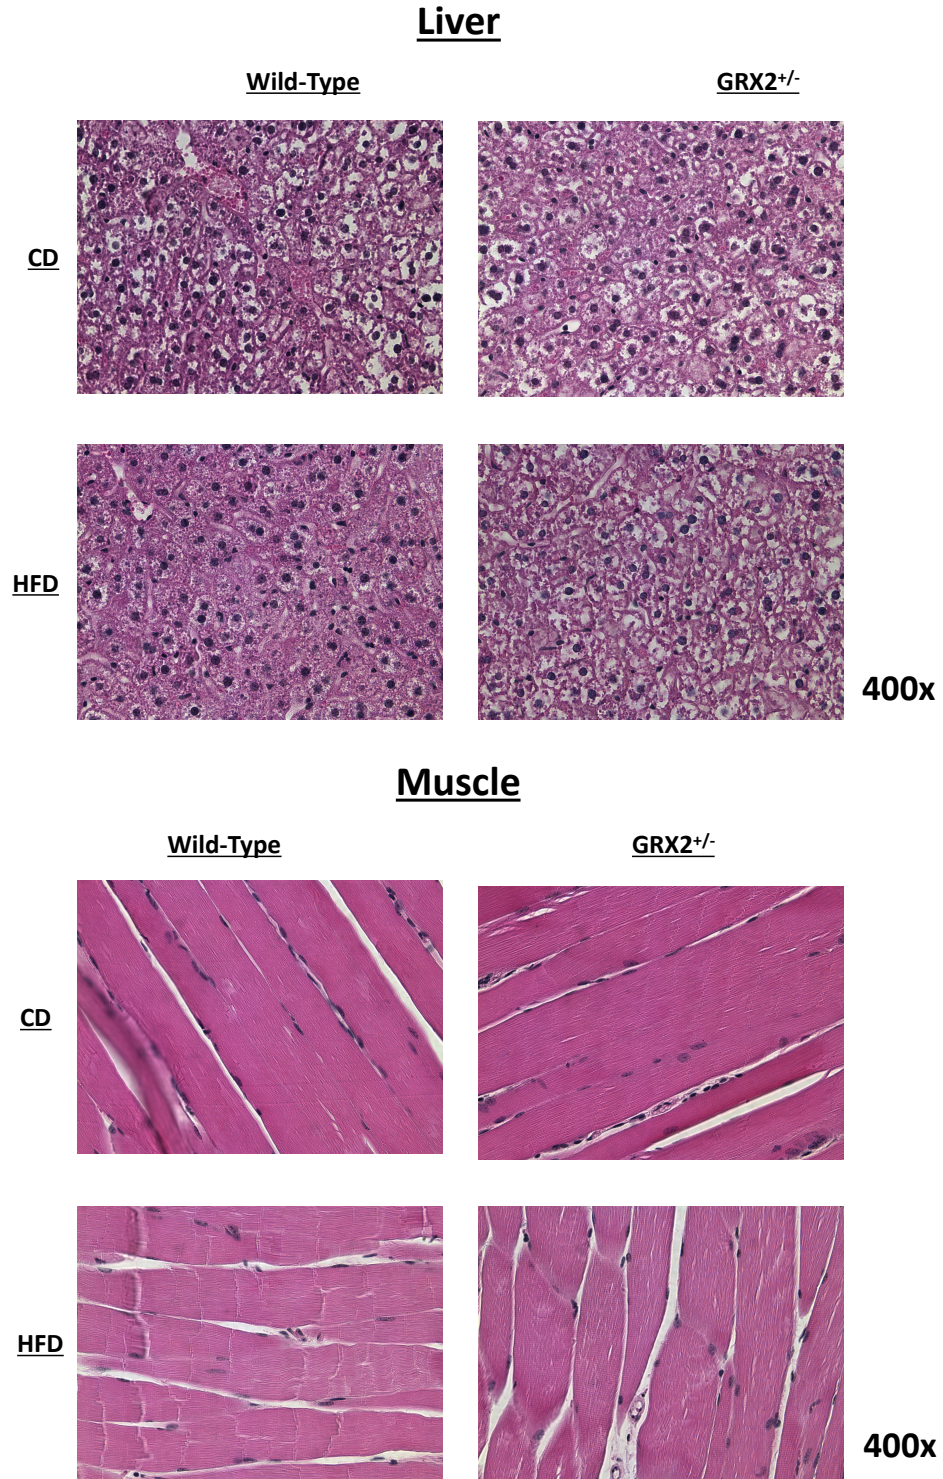 Liver
Wild-Type GRX2+/-
CD
HFD
400x
Muscle
Wild-Type GRX2+/-
CD
HFD
400x